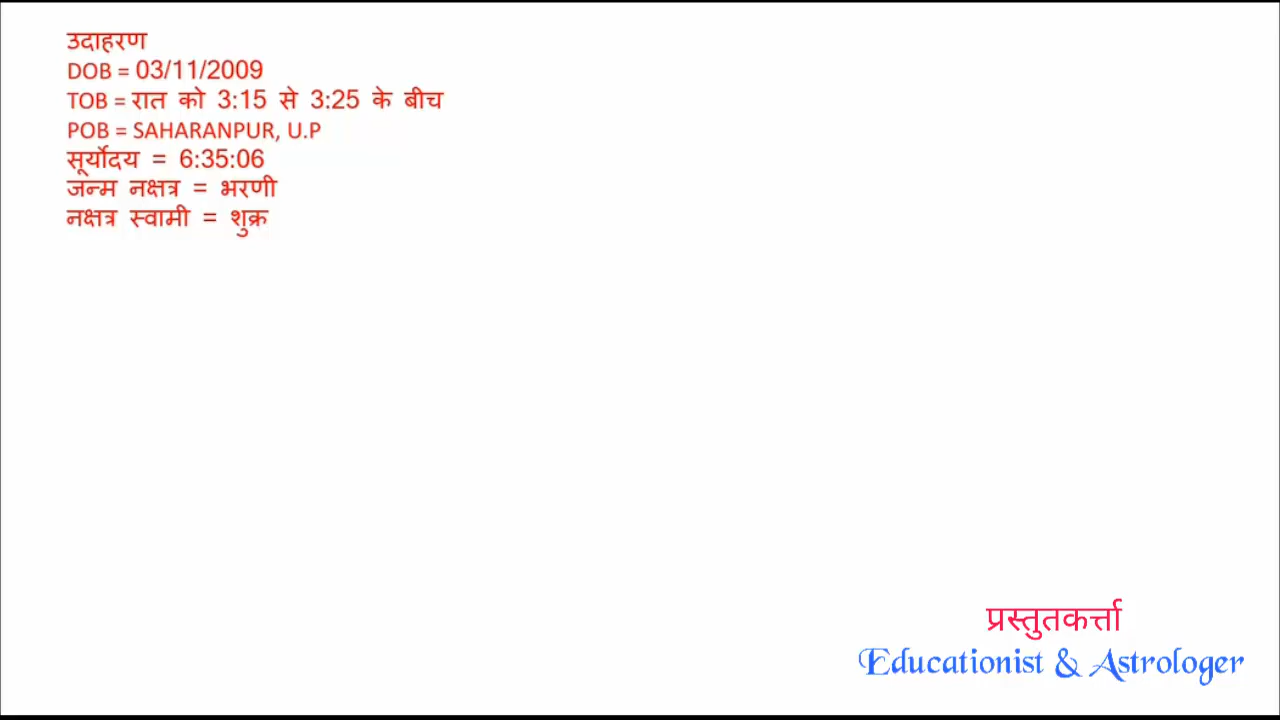 उदाहरण
DOB = 03/11/2009
TOB = रात को 3:15 से 3:25 के बीच
POB = SAHARANPUR, U.P
सूर्योदय = 6:35:06
जन्म नक्षत्र = भरणी
नक्षत्र स्वामी = शुक्र
प्रस्तुतकर्त्ता
Educationist & Astrologer